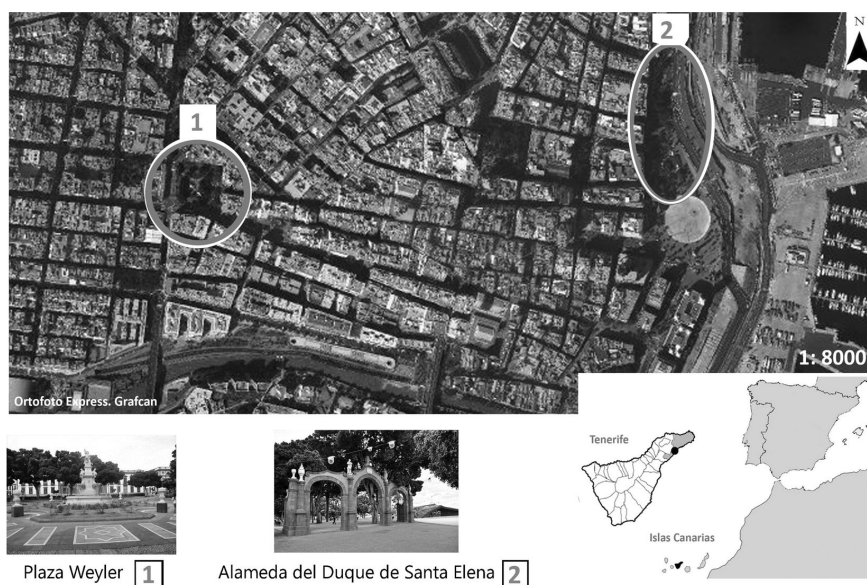 2
N
1
1: 8000
Ortofoto Express. Grafcan
Tenerife
Islas Canarias
Plaza Weyler 1
Alameda del Duque de Santa Elena 2